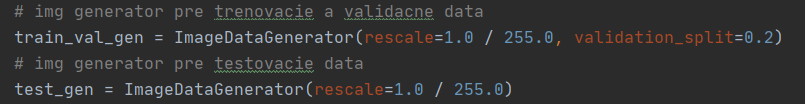 # img generator pre trenovacie a validacne data
train_val_gen = ImageDataGenerator(rescale=1.0 / 255.0, validation_split=0.2)
# img generator pre testovacie data
test_gen = ImageDataGenerator(rescale=1.0 / 255.0)